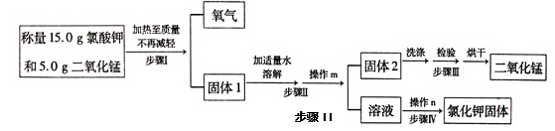 称量 15.0 g 氯酸钾
和 5.0 g 二氧化锰
加热至质量
不再减轻
步骤Ⅰ
氧气
固体 1
加适量水
溶解
操作 m
步骤Ⅱ
固体 2
洗涤
检验
烘干
步骤Ⅲ
二氧化锰
溶液
操作 n
步骤Ⅳ
氯化钾固体
步骤 11